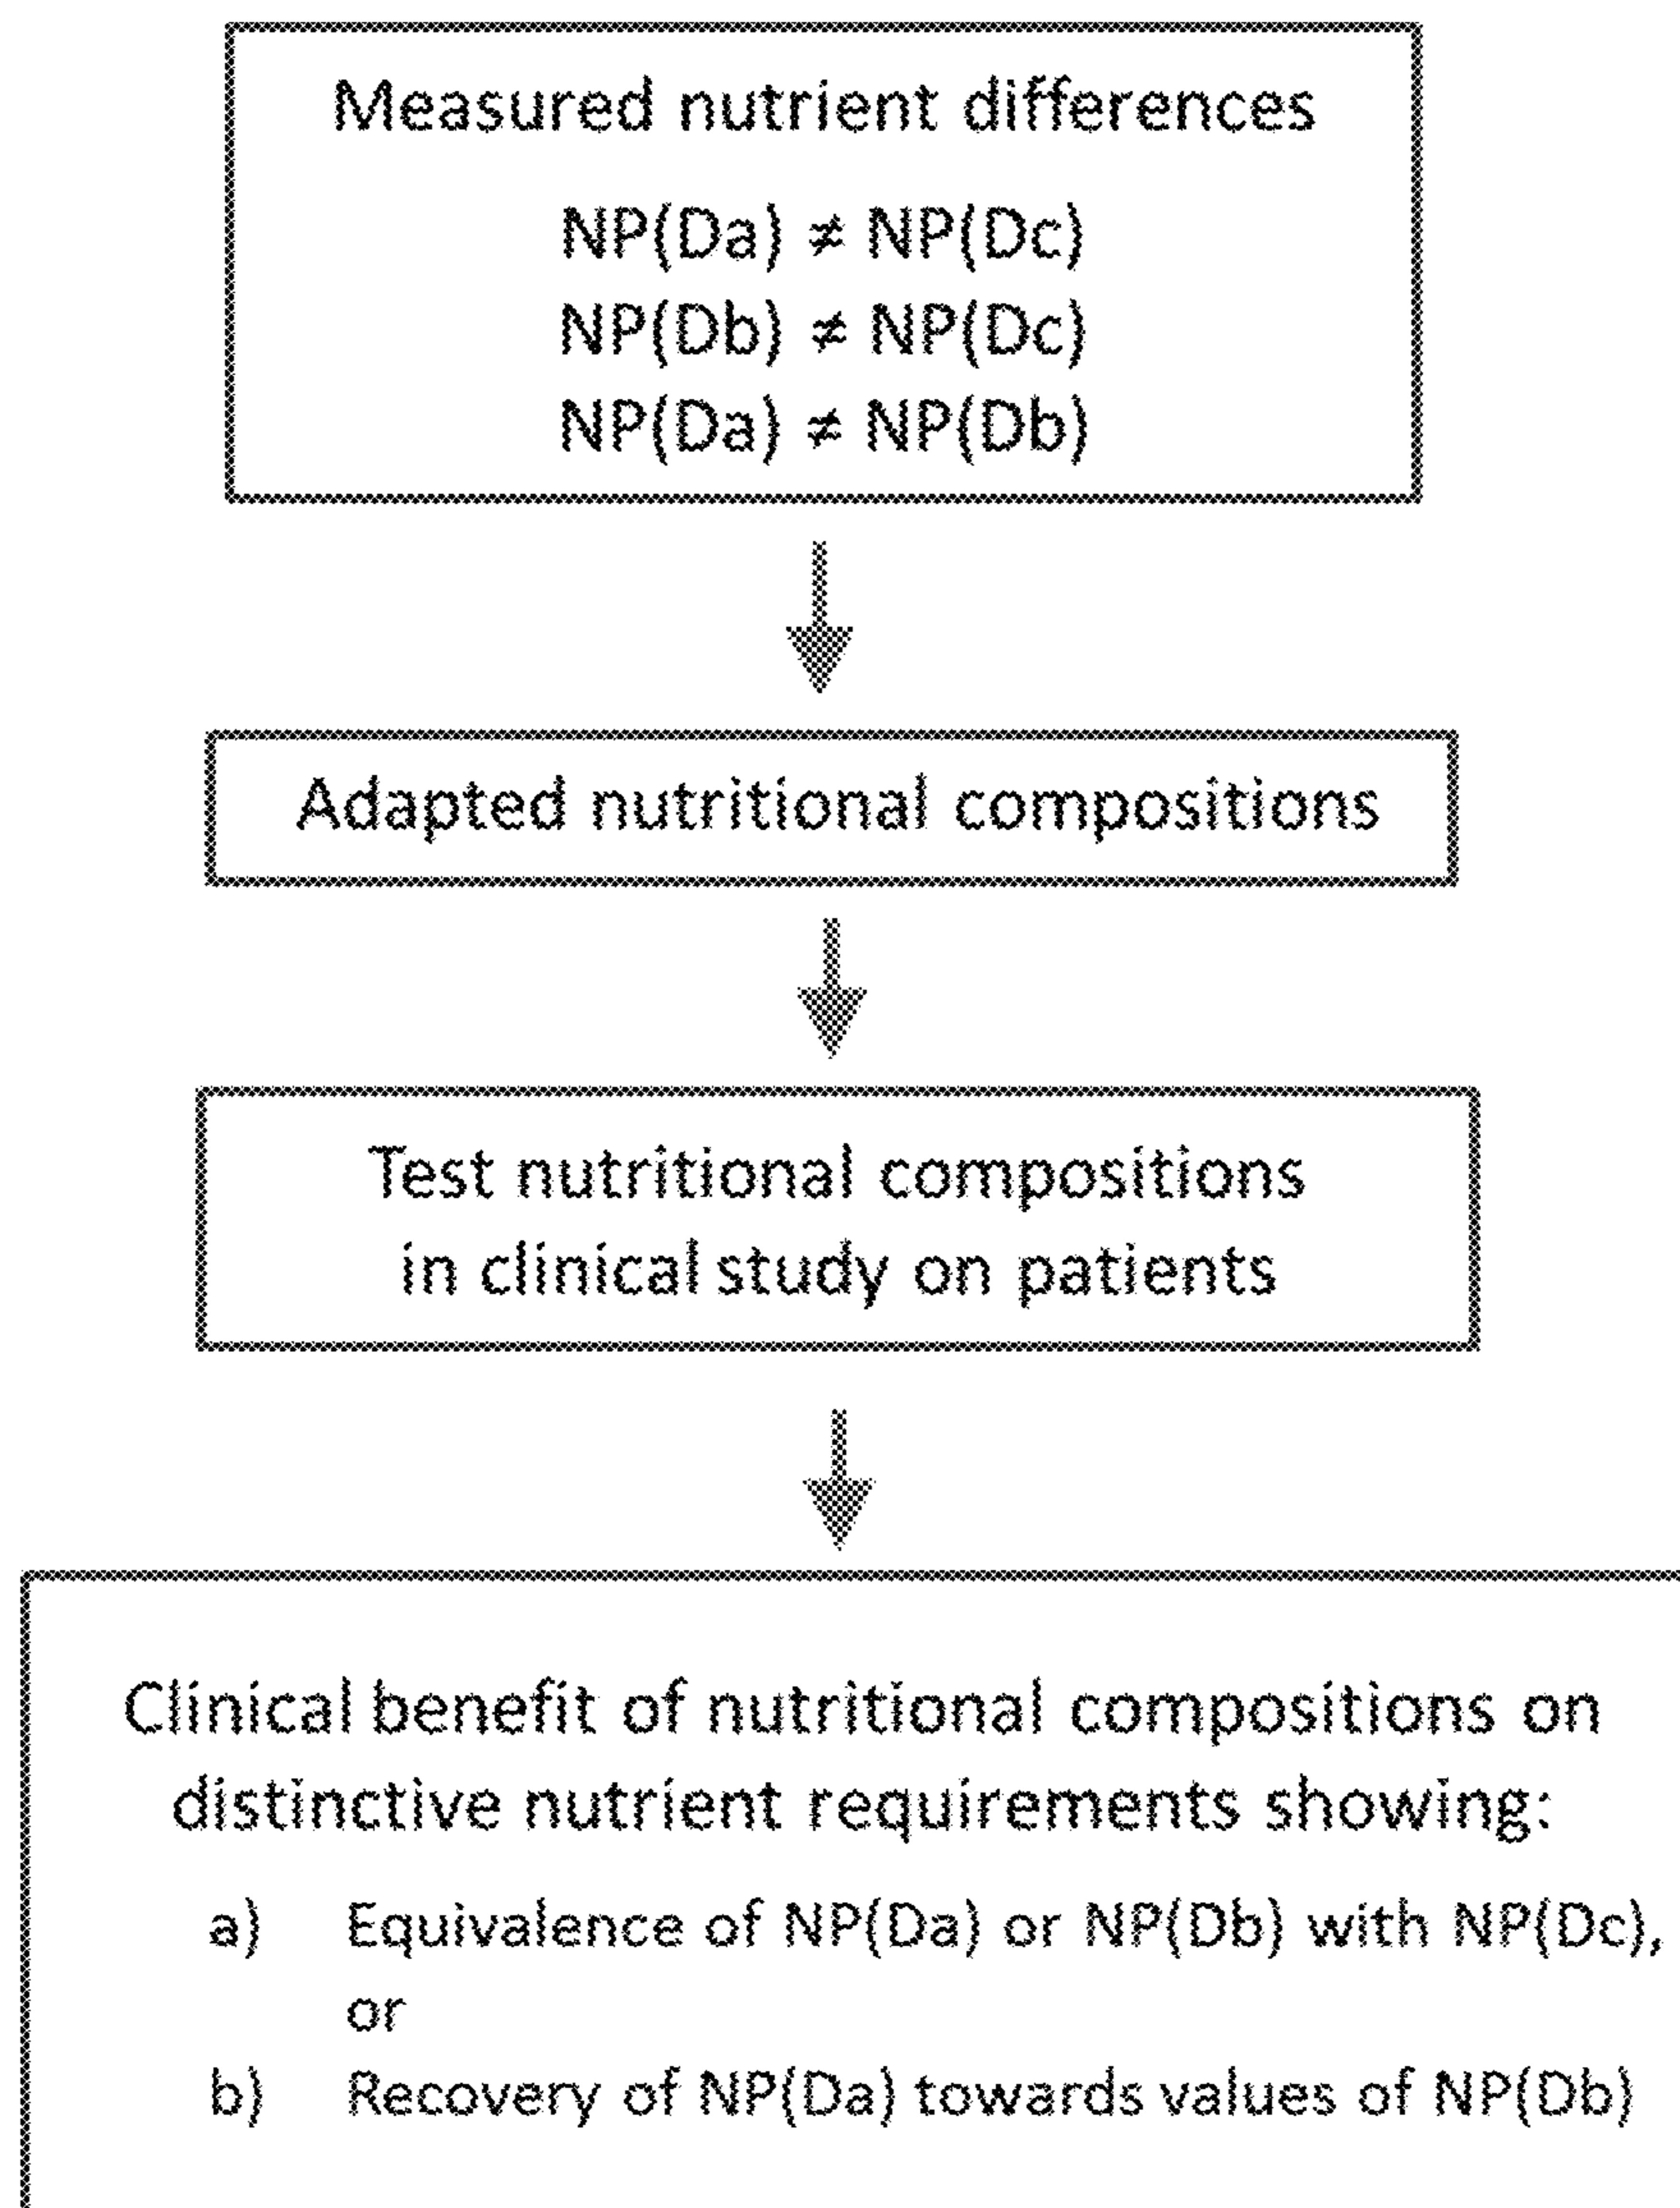 Measured nutrient differences
NP(Da) ≠ NP(Dc)
NP(Db) ≠ NP(Dc)
NP(Da) ≠ NP(Db)
Adapted nutritional compositions
Test nutritional compositions
in clinical study on patients
Clinical benefit of nutritional compositions on
distinctive nutrient requirements showing:
a) Equivalence of NP(Da) or NP(Db) with NP(Dc),
or
b) Recovery of NP(Da) towards values of NP(Db)